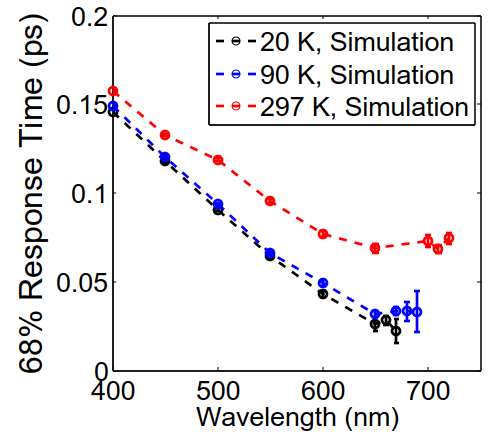 68% Response Time (ps)
0.2
0.15
0.1
0.05
0
20 K, Simulation
90 K, Simulation
297 K, Simulation
400 500 600 700
Wavelength (nm)